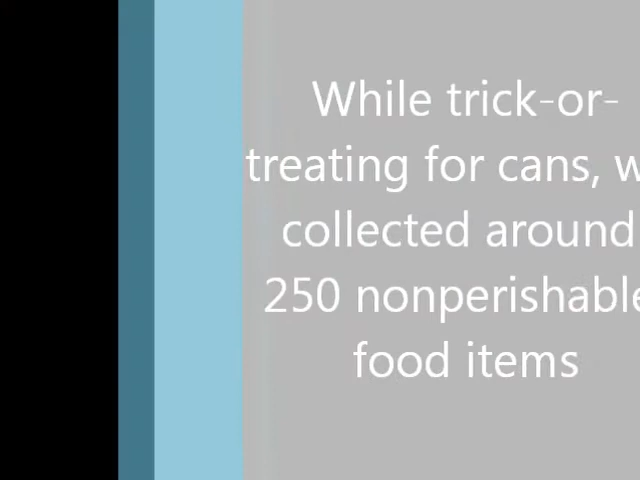 While trick-or-
treating for cans, w
collected around
250 nonperishable
food items